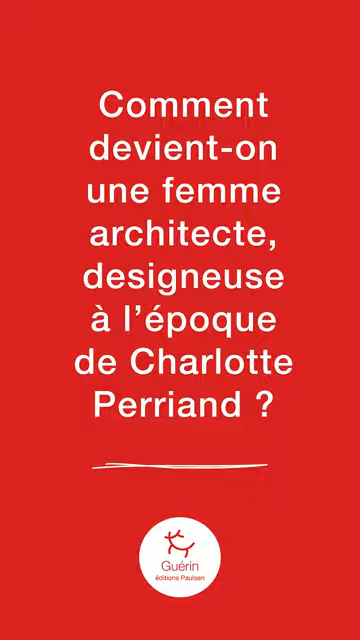 Comment
devient-on
une femme
architecte,
designeuse
à l'époque
de Charlotte
Perriand ?
Guérin
éditions Paulsen